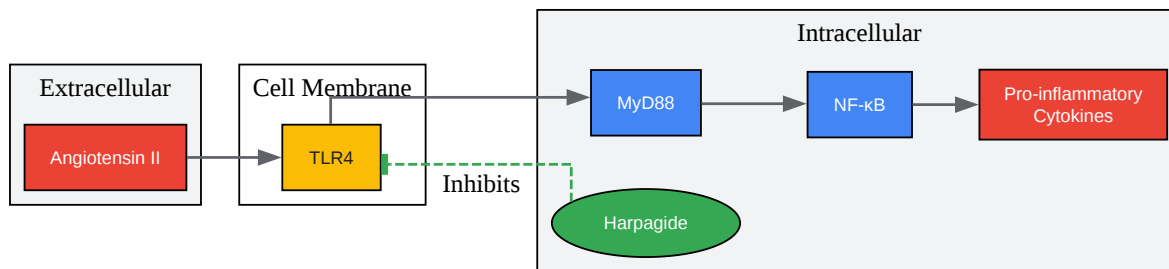 Extracellular
Angiotensin II
Cell Membrane
TLR4
Inhibits
Intracellular
MyD88
NF-κB
Pro-inflammatory
Cytokines
Harpagide